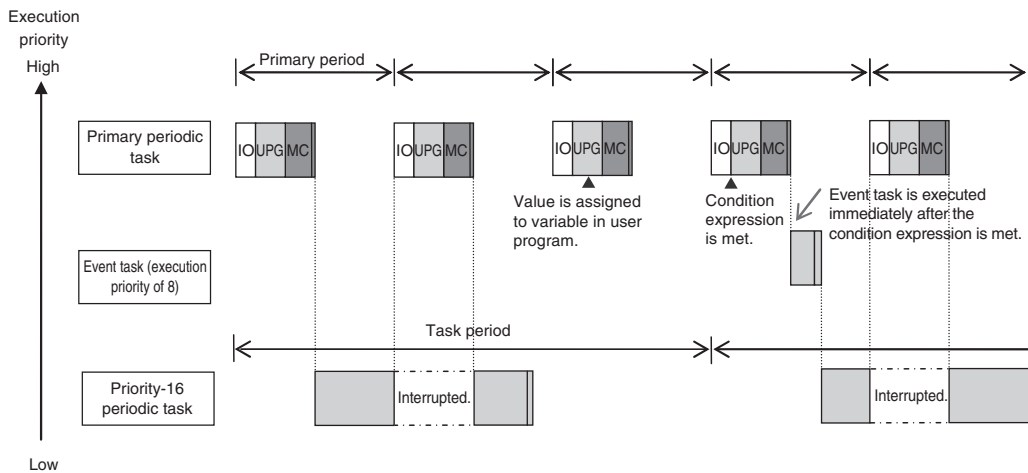 Execution
priority
High
Primary period
Primary periodic
task
IO UPG MC
IO UPG MC
IO UPG MC
IO UPG MC
IO UPG MC
Value is assigned
to variable in user
program.
Condition
expression
is met.
Event task is executed
immediately after the
condition expression is met.
Event task (execution
priority of 8)
Task period
Priority-16
periodic task
Interrupted.
Interrupted.
Low